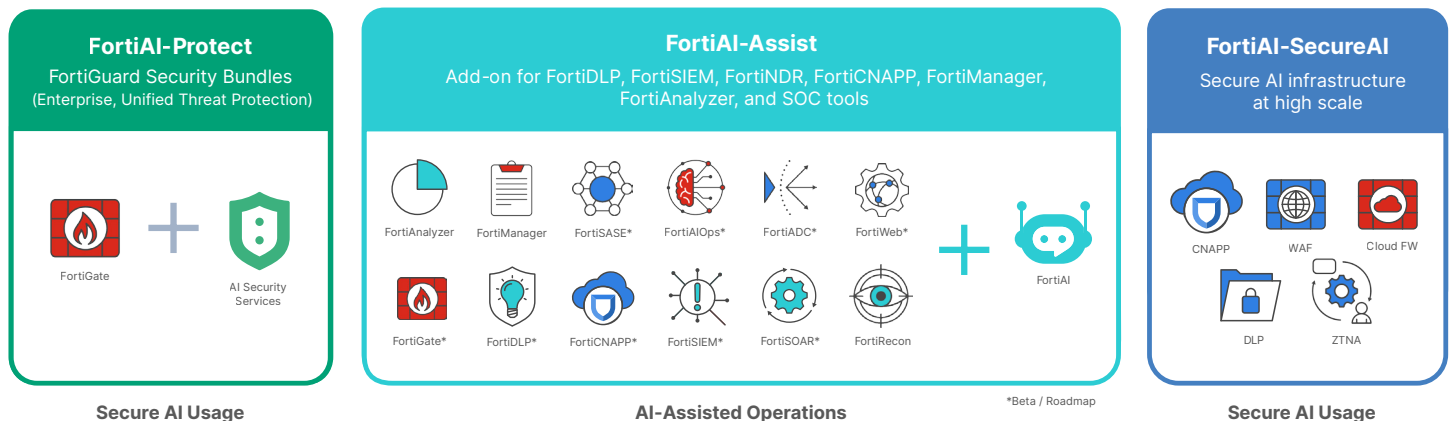 FortiAI-Protect
FortiGuard Security Bundles
(Enterprise, Unified Threat Protection)
FortiGate
AI Security
Services
Secure AI Usage
FortiAI-Assist
Add-on for FortiDLP, FortiSIEM, FortiNDR, FortiCNAPP, FortiManager,
FortiAnalyzer, and SOC tools
FortiAnalyzer
FortiManager
FortiSASE*
FortiAIOps*
FortiADC*
FortiWeb*
FortiGate*
FortiDLP*
FortiCNAPP*
FortiSIEM*
FortiSOAR*
FortiRecon
FortiAI
*Beta / Roadmap
AI-Assisted Operations
FortiAI-SecureAI
Secure AI infrastructure
at high scale
CNAPP
WAF
Cloud FW
DLP
ZTNA
Secure AI Usage